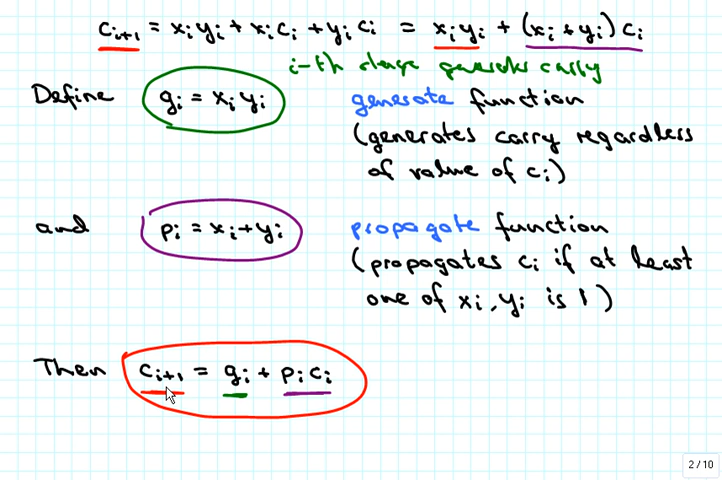 c_{i+1} = x_i y_i + x_i c_i + y_i c_i = x_i y_i + (x_i + y_i) c_i
i-th stage generates carry
Define g_i = x_i y_i generate function
(generates carry regardless
of value of c_i)
and p_i = x_i + y_i propagate function
(propagates c_i if at least
one of x_i, y_i is 1)
Then c_{i+1} = g_i + p_i c_i
2 / 10